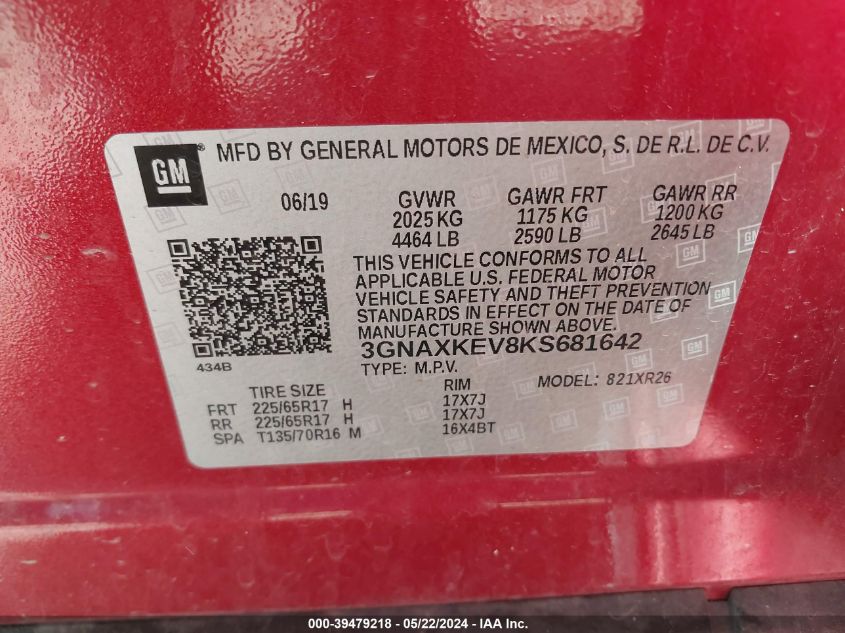 GM ® MFD BY GENERAL MOTORS DE MEXICO, S. DE R.L. DE C.V.
06/19 GVWR GAWR FRT GAWR RR
2025 KG 1175 KG 1200 KG
4464 LB 2590 LB 2645 LB
THIS VEHICLE CONFORMS TO ALL
APPLICABLE U.S. FEDERAL MOTOR
VEHICLE SAFETY AND THEFT PREVENTION
STANDARDS IN EFFECT ON THE DATE OF
MANUFACTURE SHOWN ABOVE.
3GNAXKEV8KS681642
434B TYPE: M.P.V. MODEL: 821XR26
TIRE SIZE RIM
FRT 225/65R17 H 17X7J
RR 225/65R17 H 17X7J
SPA T135/70R16 M 16X4BT
000-39479218 - 05/22/2024 - IAA Inc.